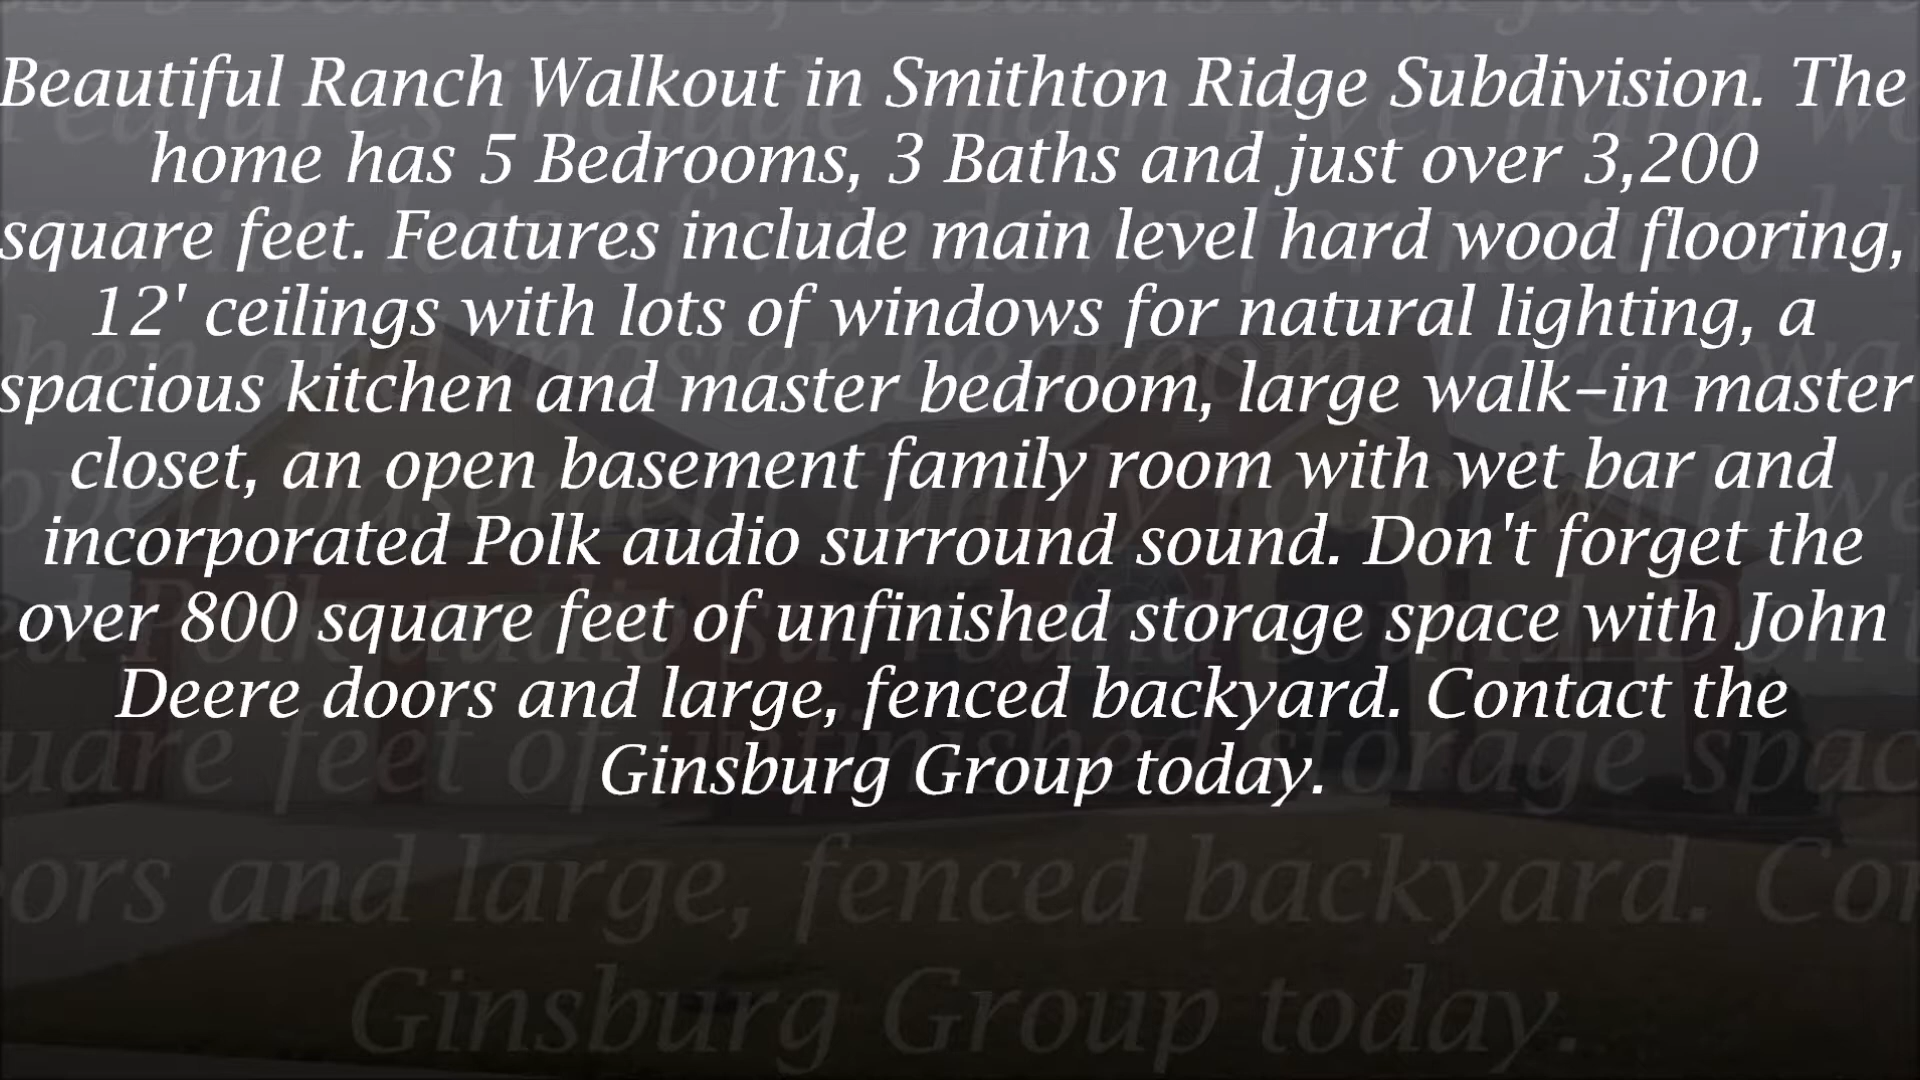 Beautiful Ranch Walkout in Smithton Ridge Subdivision. The
home has 5 Bedrooms, 3 Baths and just over 3,200
square feet. Features include main level hard wood flooring,
12' ceilings with lots of windows for natural lighting, a
spacious kitchen and master bedroom, large walk-in master
closet, an open basement family room with wet bar and
incorporated Polk audio surround sound. Don't forget the
over 800 square feet of unfinished storage space with John
Deere doors and large, fenced backyard. Contact the
Ginsburg Group today.